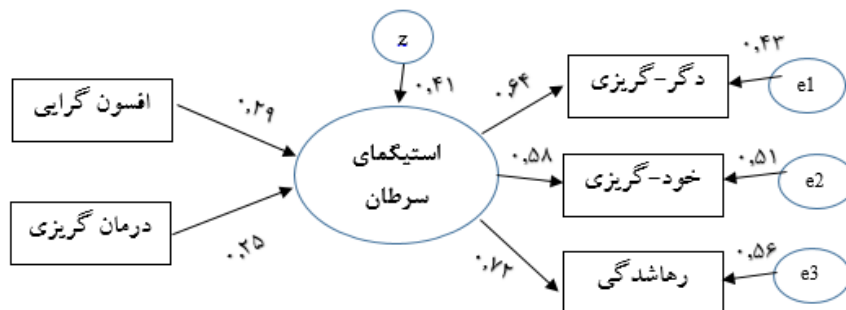 z
۰,۴۳
دگر-گریزی
e1
۰,۶۴
۰,۴۱
۰,۲۹
افسون گرایی
استیگمای
سرطان
۰,۵۸
خود-گریزی
۰,۵۱
e2
درمان گریزی
۰,۲۵
۰,۷۲
رهاشدگی
۰,۵۶
e3